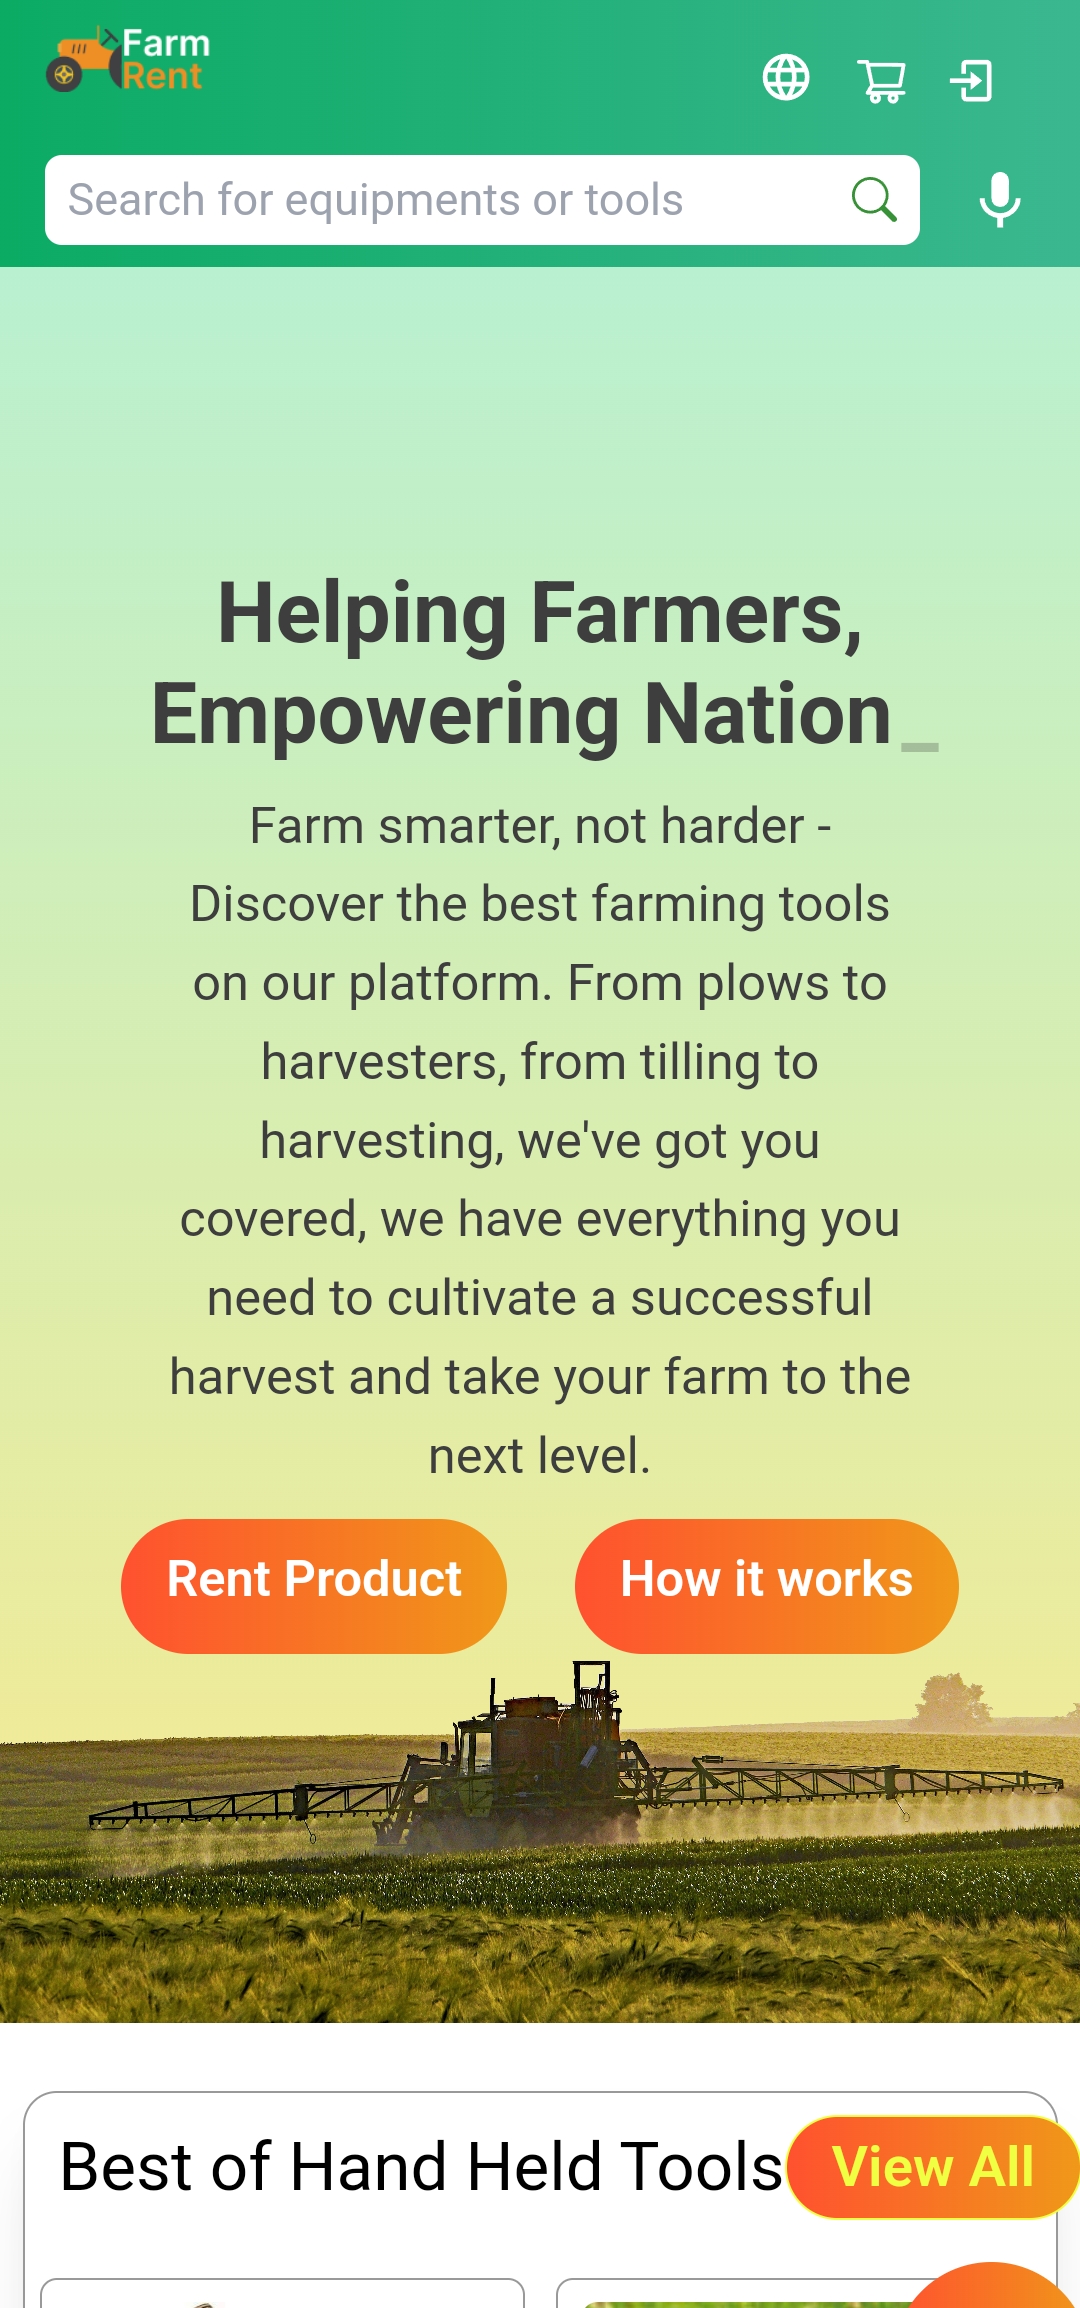 Farm
Rent
Search for equipments or tools
Helping Farmers,
Empowering Nation_
Farm smarter, not harder -
Discover the best farming tools
on our platform. From plows to
harvesters, from tilling to
harvesting, we've got you
covered, we have everything you
need to cultivate a successful
harvest and take your farm to the
next level.
Rent Product
How it works
Best of Hand Held Tools
View All